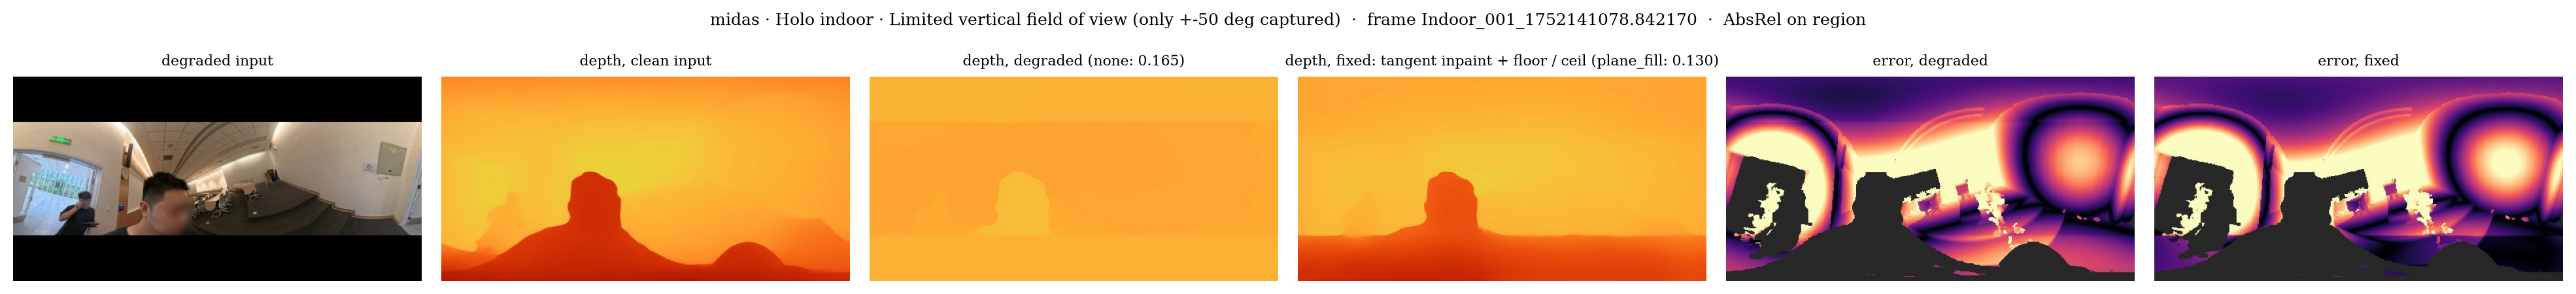 midas · Holo indoor · Limited vertical field of view (only +-50 deg captured)  ·  frame Indoor_001_1752141078.842170  ·  AbsRel on region
degraded input
depth, clean input
depth, degraded (none: 0.165)
depth, fixed: tangent inpaint + floor / ceil (plane_fill: 0.130)
error, degraded
error, fixed